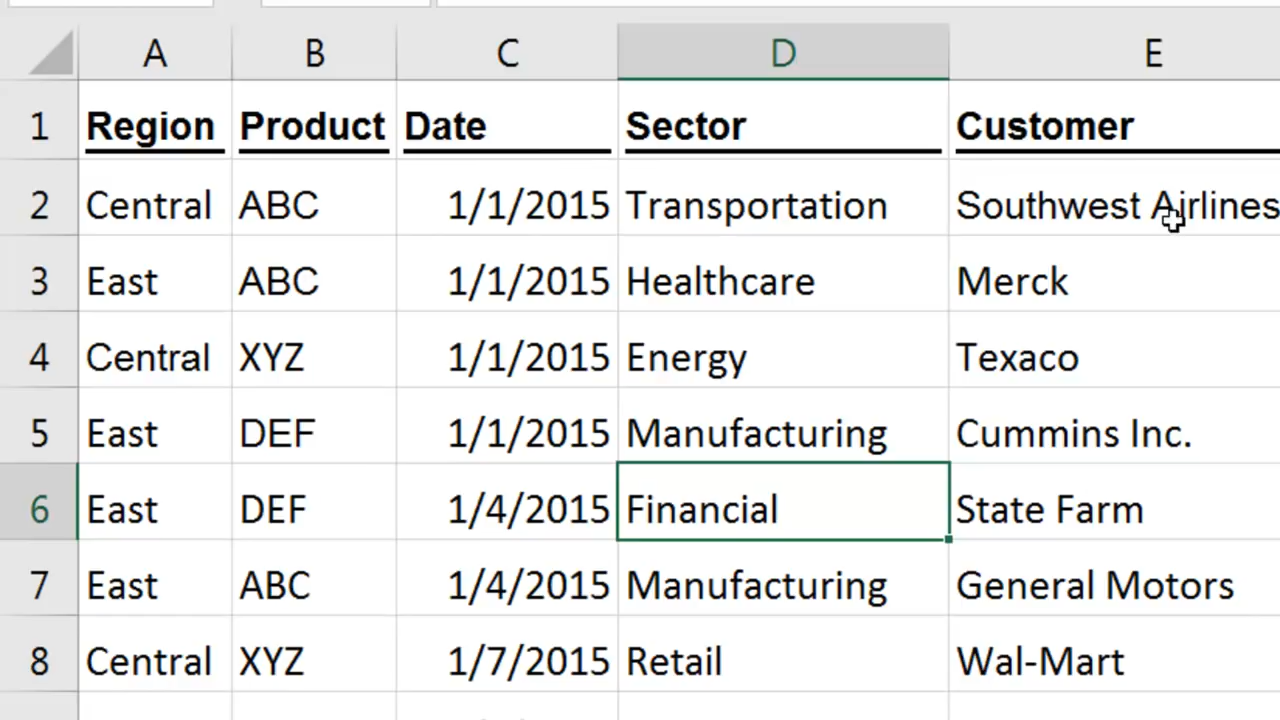 A B C D E
1 Region Product Date Sector Customer
2 Central ABC 1/1/2015 Transportation Southwest Airlines
3 East ABC 1/1/2015 Healthcare Merck
4 Central XYZ 1/1/2015 Energy Texaco
5 East DEF 1/1/2015 Manufacturing Cummins Inc.
6 East DEF 1/4/2015 Financial State Farm
7 East ABC 1/4/2015 Manufacturing General Motors
8 Central XYZ 1/7/2015 Retail Wal-Mart